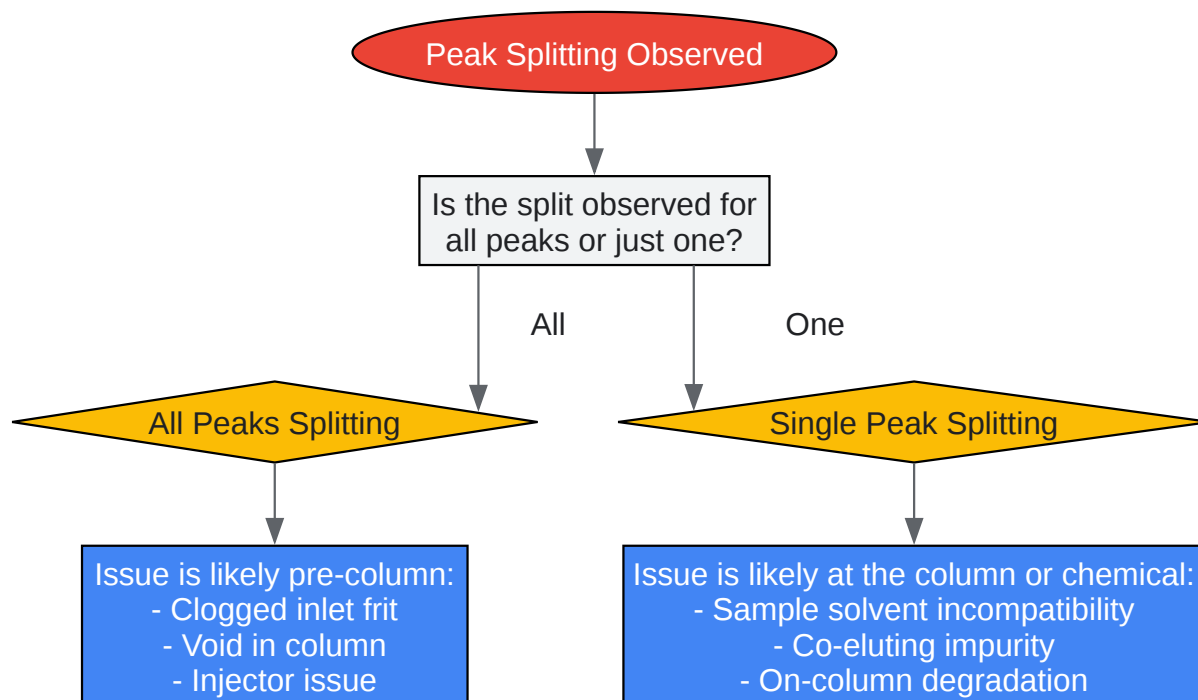 Peak Splitting Observed
Is the split observed for
all peaks or just one?
All
One
All Peaks Splitting
Single Peak Splitting
Issue is likely pre-column:
- Clogged inlet frit
- Void in column
- Injector issue
Issue is likely at the column or chemical:
- Sample solvent incompatibility
- Co-eluting impurity
- On-column degradation